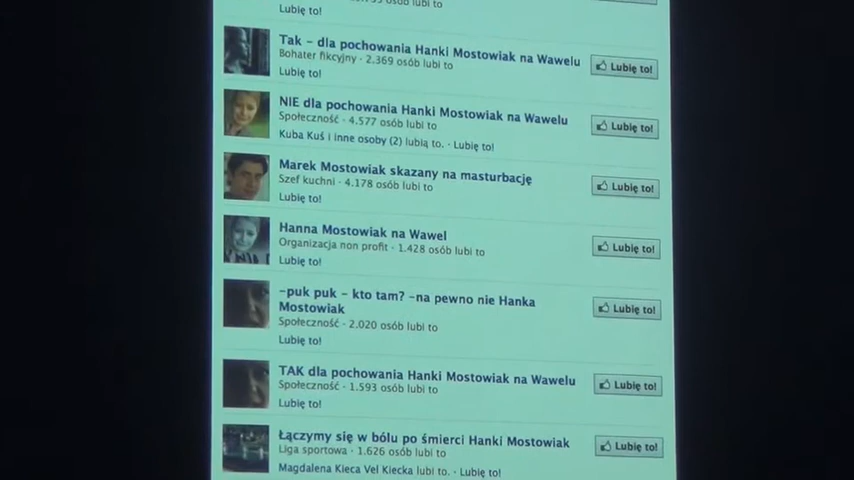 osób lubi to
Lubię to!
Tak - dla pochowania Hanki Mostowiak na Wawelu
Bohater fikcyjny · 2.369 osób lubi to
Lubię to!
Lubię to!
NIE dla pochowania Hanki Mostowiak na Wawelu
Społeczność · 4.577 osób lubi to
Lubię to!
Kuba Kuś i inne osoby (2) lubią to. · Lubię to!
Marek Mostowiak skazany na masturbację
Szef kuchni · 4.178 osób lubi to
Lubię to!
Lubię to!
Hanna Mostowiak na Wawel
Organizacja non profit · 1.428 osób lubi to
Lubię to!
Lubię to!
-puk puk - kto tam? -na pewno nie Hanka
Mostowiak
Lubię to!
Społeczność · 2.020 osób lubi to
Lubię to!
TAK dla pochowania Hanki Mostowiak na Wawelu
Społeczność · 1.593 osób lubi to
Lubię to!
Lubię to!
Łączymy się w bólu po śmierci Hanki Mostowiak
Liga sportowa · 1.626 osób lubi to
Lubię to!
Magdalena Kieca Vel Kiecka lubi to. · Lubię to!